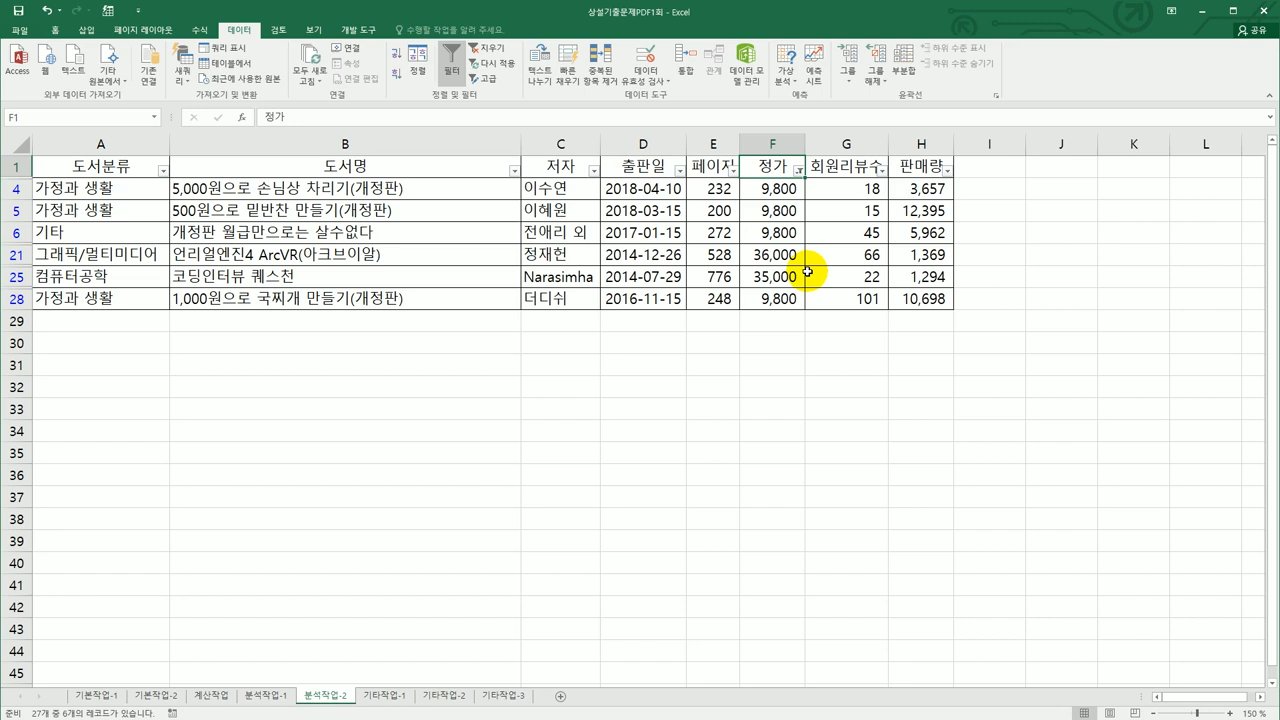 상설기출문제PDF1회 - Excel
파일 홈 삽입 페이지 레이아웃 수식 데이터 검토 보기 개발 도구 수행할 작업을 알려 주세요. 공유
Access 웹 텍스트 기타 원본에서 기존 연결 새쿼리 쿼리 표시 테이블에서 최근에 사용한 원본 모두 새로 고침 연결 속성 연결 편집 정렬 필터 지우기 다시 적용 고급 텍스트 나누기 빠른 채우기 중복된 항목 제거 데이터 유효성 검사 통합 관계 데이터 모델 관리 가상 분석 예측 시트 그룹 그룹 해제 부분합 하위 수준 표시 하위 수준 숨기기
외부 데이터 가져오기 가져오기 및 변환 연결 정렬 및 필터 데이터 도구 예측 윤곽선
F1 fx 정가
A B C D E F G H I J K L
1 도서분류 도서명 저자 출판일 페이지 정가 회원리뷰수 판매량
4 가정과 생활 5,000원으로 손님상 차리기(개정판) 이수연 2018-04-10 232 9,800 18 3,657
5 가정과 생활 500원으로 밑반찬 만들기(개정판) 이혜원 2018-03-15 200 9,800 15 12,395
6 기타 개정판 월급만으로는 살수없다 전애리 외 2017-01-15 272 9,800 45 5,962
21 그래픽/멀티미디어 언리얼엔진4 ArcVR(아크브이알) 정재헌 2014-12-26 528 36,000 66 1,369
25 컴퓨터공학 코딩인터뷰 퀘스천 Narasimha 2014-07-29 776 35,000 22 1,294
28 가정과 생활 1,000원으로 국찌개 만들기(개정판) 더디쉬 2016-11-15 248 9,800 101 10,698
29
30
31
32
33
34
35
36
37
38
39
40
41
42
43
44
45
기본작업-1 기본작업-2 계산작업 분석작업-1 분석작업-2 기타작업-1 기타작업-2 기타작업-3
준비 27개 중 6개의 레코드가 있습니다. 150 %